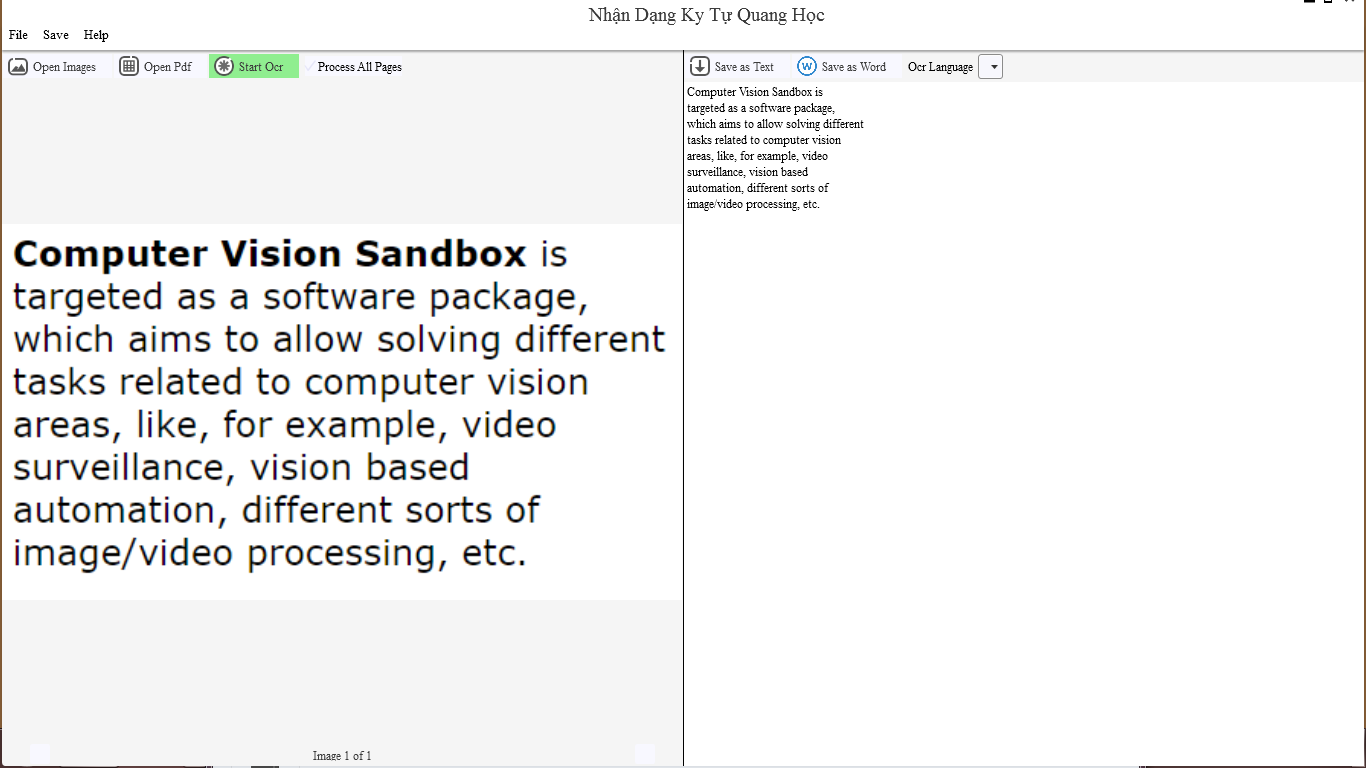 Nhận Dạng Ky Tự Quang Học
File Save Help
Open Images Open Pdf Start Ocr Process All Pages
Save as Text Save as Word Ocr Language
Computer Vision Sandbox is
targeted as a software package,
which aims to allow solving different
tasks related to computer vision
areas, like, for example, video
surveillance, vision based
automation, different sorts of
image/video processing, etc.
Image 1 of 1
Computer Vision Sandbox is
targeted as a software package,
which aims to allow solving different
tasks related to computer vision
areas, like, for example, video
surveillance, vision based
automation, different sorts of
image/video processing, etc.